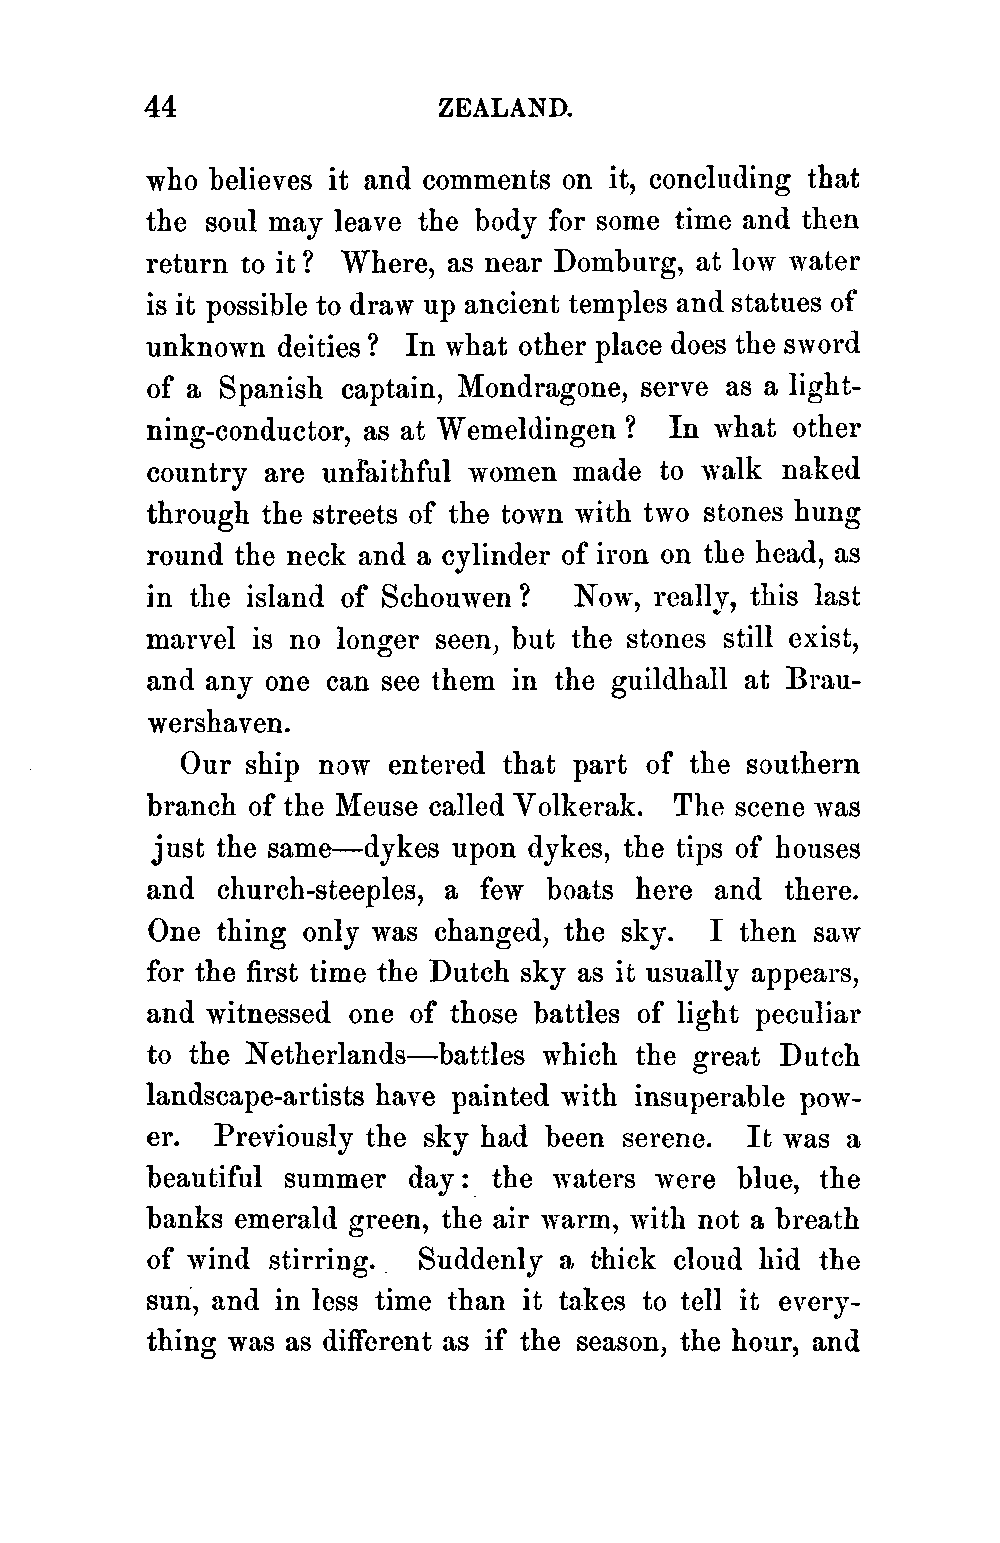 44 ZEALAND.
who believes it and comments on it, concluding that
the soul may leave the body for some time and then
return to it? Where, as near Domburg, at low water
is it possible to draw up ancient temples and statues of
unknown deities? In what other place does the sword
of a Spanish captain, Mondragone, serve as a light-
ning-conductor, as at Wemeldingen? In what other
country are unfaithful women made to walk naked
through the streets of the town with two stones hung
round the neck and a cylinder of iron on the head, as
in the island of Schouwen? Now, really, this last
marvel is no longer seen, but the stones still exist,
and any one can see them in the guildhall at Brau-
wershaven.
Our ship now entered that part of the southern
branch of the Meuse called Volkerak. The scene was
just the same—dykes upon dykes, the tips of houses
and church-steeples, a few boats here and there.
One thing only was changed, the sky. I then saw
for the first time the Dutch sky as it usually appears,
and witnessed one of those battles of light peculiar
to the Netherlands—battles which the great Dutch
landscape-artists have painted with insuperable pow-
er. Previously the sky had been serene. It was a
beautiful summer day: the waters were blue, the
banks emerald green, the air warm, with not a breath
of wind stirring. Suddenly a thick cloud hid the
sun, and in less time than it takes to tell it every-
thing was as different as if the season, the hour, and